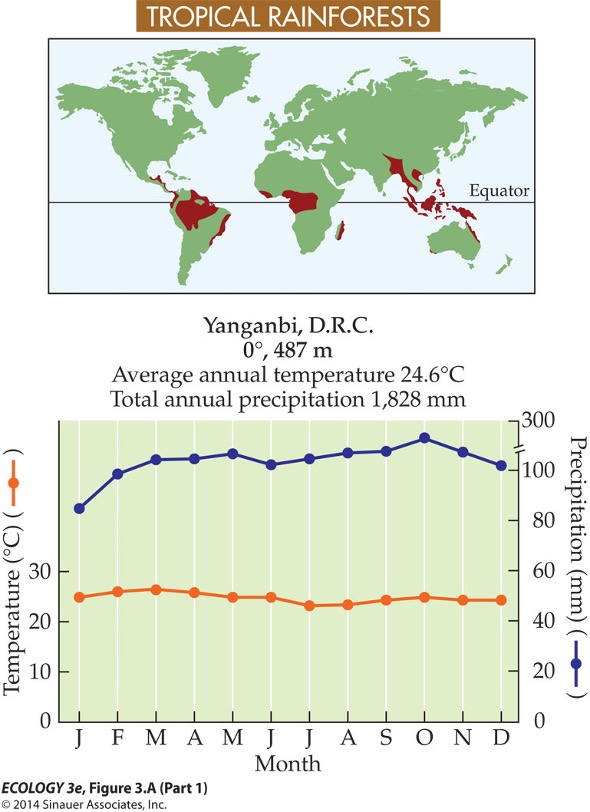 TROPICAL RAINFORESTS
Equator
Yanganbi, D.R.C.
0°, 487 m
Average annual temperature 24.6°C
Total annual precipitation 1,828 mm
Temperature (°C) ( )
30
20
10
0
300
100
80
60
40
20
0
Precipitation (mm) ( )
J F M A M J J A S O N D
Month
ECOLOGY 3e, Figure 3.A (Part 1)
© 2014 Sinauer Associates, Inc.